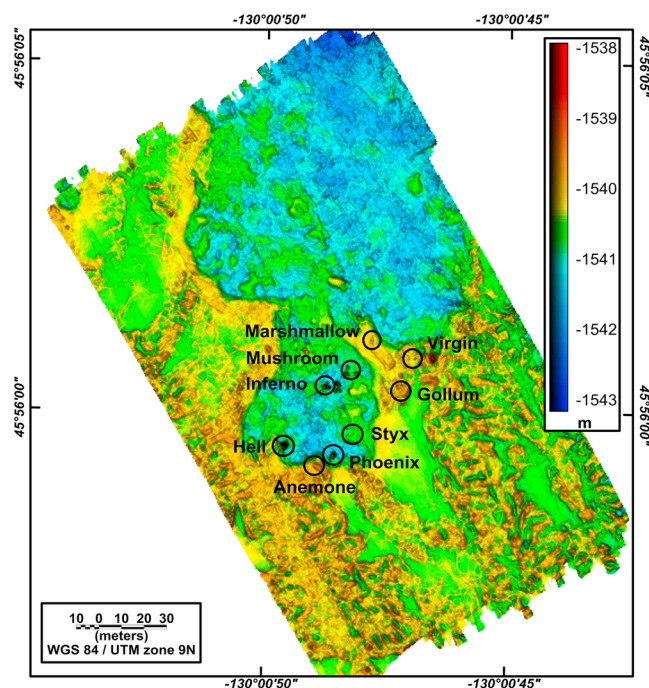 -130°00'50" -130°00'45"
45°56'05"
45°56'05"
-1538
-1539
-1540
-1541
-1542
-1543
m
Marshmallow
Virgin
Mushroom
Inferno
Gollum
45°56'00"
45°56'00"
Styx
Hell
Phoenix
Anemone
10 0 10 20 30
(meters)
WGS 84 / UTM zone 9N
-130°00'50" -130°00'45"